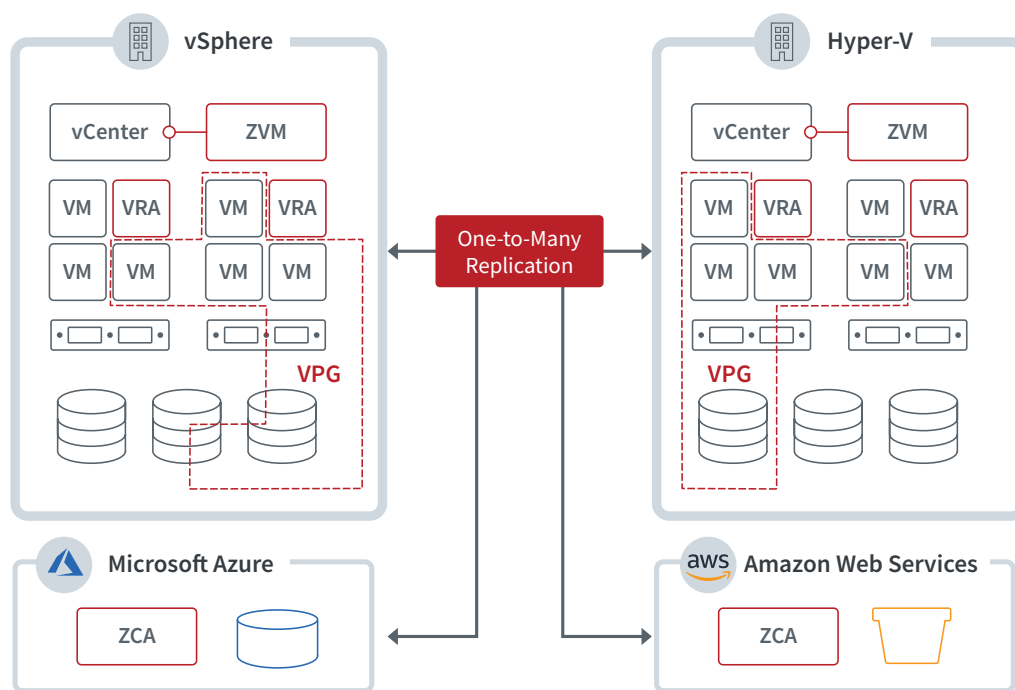 vSphere
vCenter
ZVM
VM
VRA
VM
VRA
VM
VM
VM
VM
VPG
One-to-Many
Replication
Hyper-V
vCenter
ZVM
VM
VRA
VM
VRA
VM
VM
VM
VM
VPG
Microsoft Azure
ZCA
aws
Amazon Web Services
ZCA